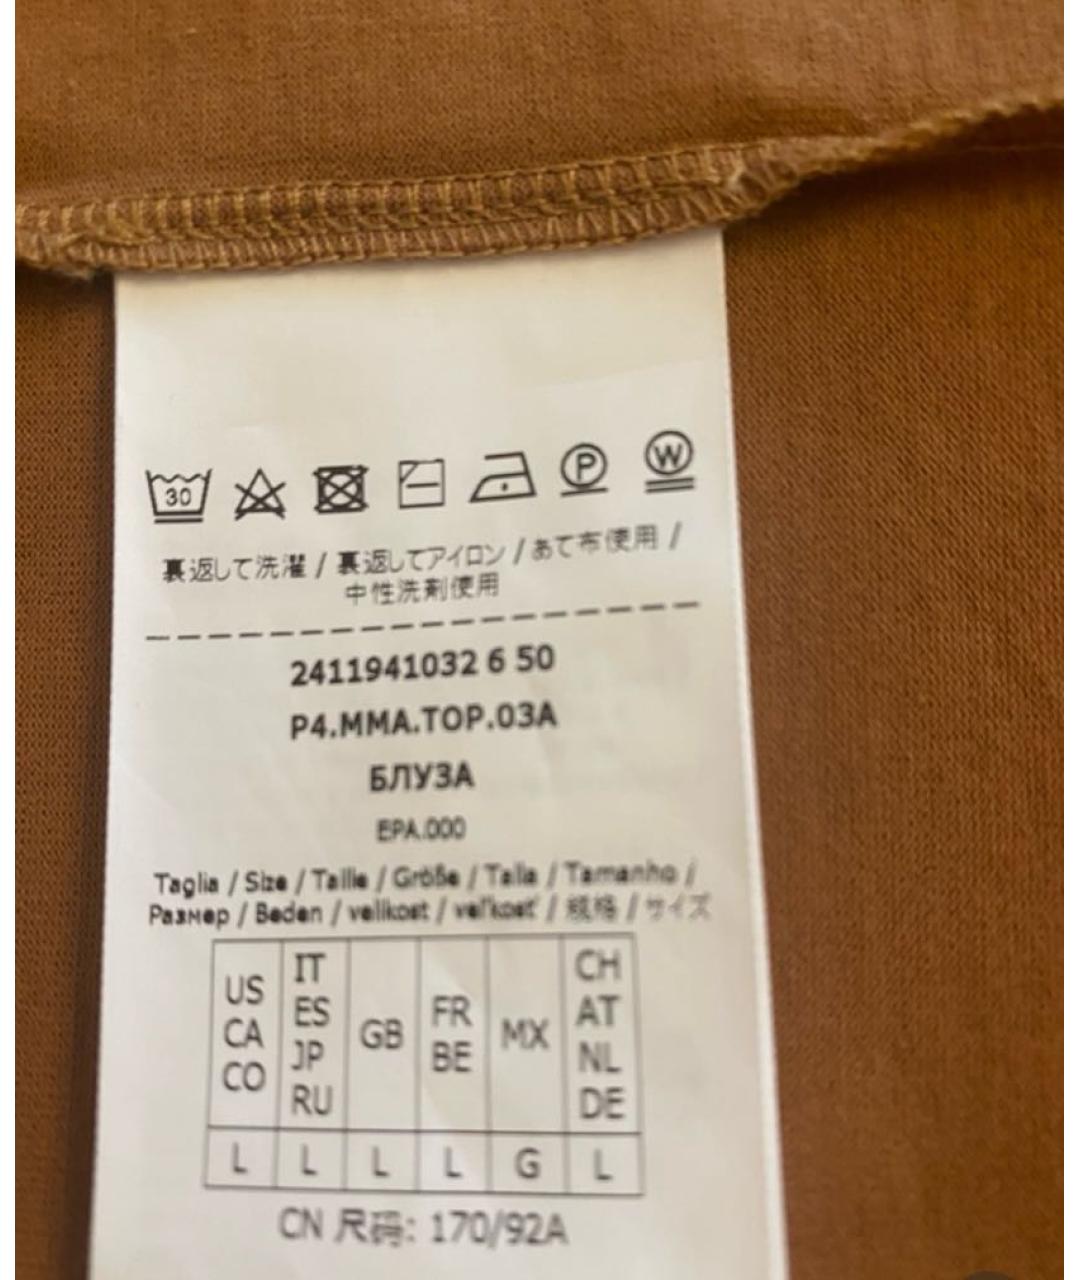 30 P W
裏返して洗濯 / 裏返してアイロン / あて布使用 /
中性洗剤使用
2411941032 6 50
P4.MMA.TOP.03A
БЛУЗА
EPA.000
Taglia / Size / Taille / Größe / Talla / Tamanho /
Размер / Beden / velikost / veľkosť / 规格 / サイズ
US CA CO IT ES JP RU GB FR BE MX CH AT NL DE
L L L L G L
CN 尺码: 170/92A